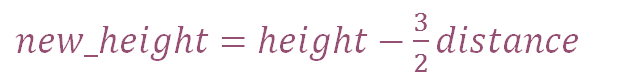 new_height = height − 3/2 distance